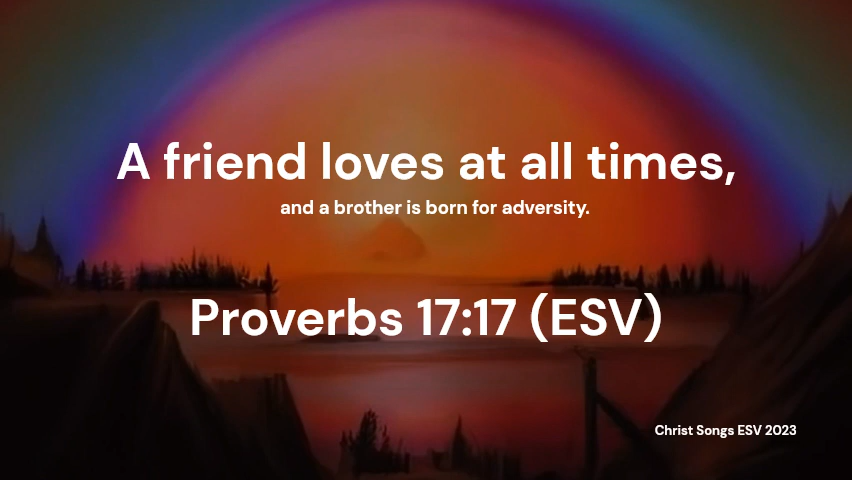 A friend loves at all times,
and a brother is born for adversity.
Proverbs 17:17 (ESV)
Christ Songs ESV 2023